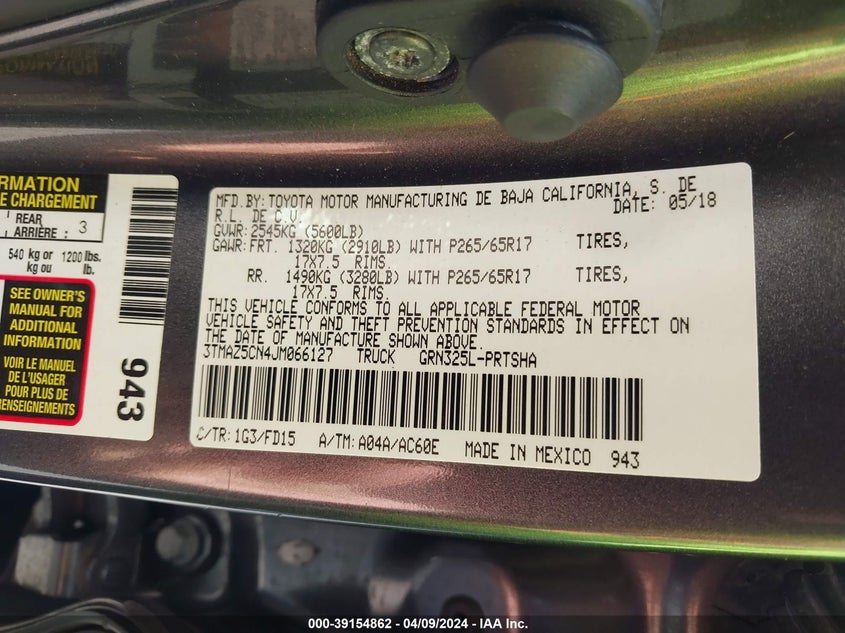 RMATION
E CHARGEMENT
REAR
ARRIÈRE : 3
540 kg or 1200 lbs.
kg ou lb.
SEE OWNER'S
MANUAL FOR
ADDITIONAL
INFORMATION
VOIR LE MANUEL
DE L'USAGER
POUR PLUS DE
RENSEIGNEMENTS
943
MFD.BY: TOYOTA MOTOR MANUFACTURING DE BAJA CALIFORNIA, S. DE
R.L. DE C.V. DATE: 05/18
GVWR: 2545KG (5600LB)
GAWR: FRT. 1320KG (2910LB) WITH P265/65R17 TIRES,
17X7.5 RIMS.
RR. 1490KG (3280LB) WITH P265/65R17 TIRES,
17X7.5 RIMS.
THIS VEHICLE CONFORMS TO ALL APPLICABLE FEDERAL MOTOR
VEHICLE SAFETY AND THEFT PREVENTION STANDARDS IN EFFECT ON
THE DATE OF MANUFACTURE SHOWN ABOVE.
3TMAZ5CN4JM066127 TRUCK GRN325L-PRTSHA
C/TR: 1G3/FD15 A/TM: A04A/AC60E MADE IN MEXICO 943
000-39154862 / 04/09/2024 - IAA Inc.